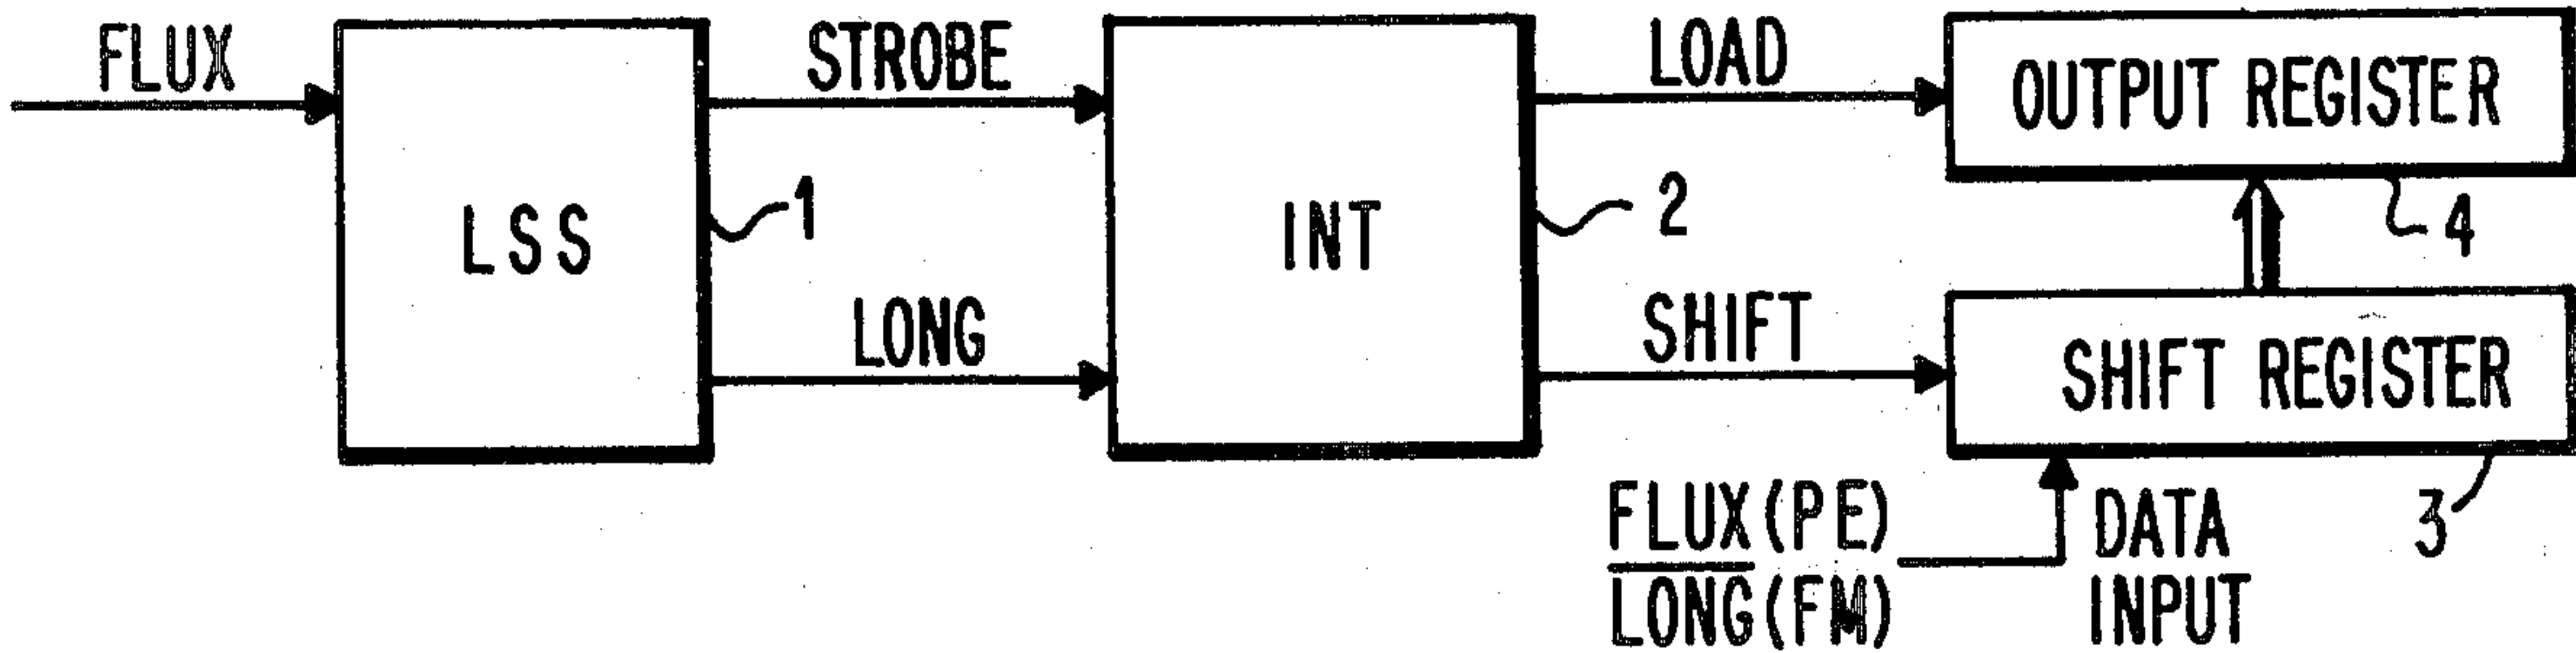 FLUX
STROBE
LOAD
OUTPUT REGISTER
LSS
1
INT
2
4
LONG
SHIFT
SHIFT REGISTER
3
FLUX(PE)
LONG(FM)
DATA
INPUT